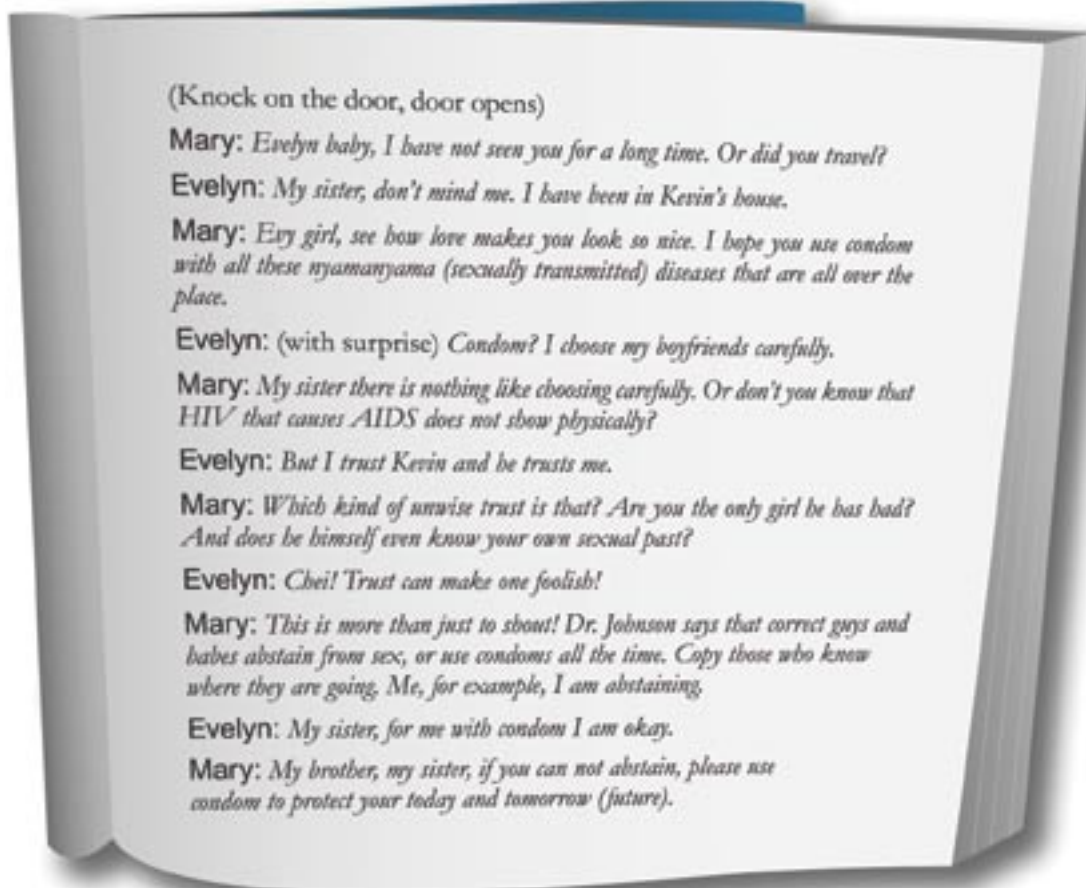 (Knock on the door, door opens)
Mary: Evelyn baby, I have not seen you for a long time. Or did you travel?
Evelyn: My sister, don't mind me. I have been in Kevin's house.
Mary: Evy girl, see how love makes you look so nice. I hope you use condom
with all these nyamanyama (sexually transmitted) diseases that are all over the
place.
Evelyn: (with surprise) Condom? I choose my boyfriends carefully.
Mary: My sister there is nothing like choosing carefully. Or don't you know that
HIV that causes AIDS does not show physically?
Evelyn: But I trust Kevin and he trusts me.
Mary: Which kind of unwise trust is that? Are you the only girl he has had?
And does he himself even know your own sexual past?
Evelyn: Chei! Trust can make one foolish!
Mary: This is more than just to shout! Dr. Johnson says that correct guys and
babes abstain from sex, or use condoms all the time. Copy those who know
where they are going. Me, for example, I am abstaining.
Evelyn: My sister, for me with condom I am okay.
Mary: My brother, my sister, if you can not abstain, please use
condom to protect your today and tomorrow (future).